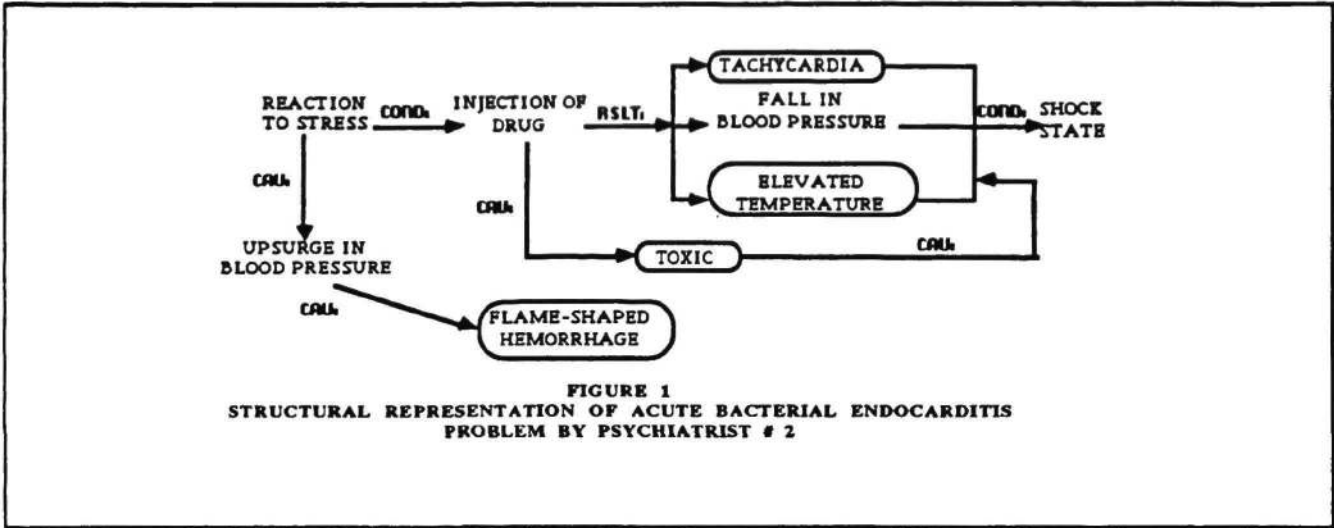 TACHYCARDIA
REACTION
TO STRESS
COND:
INJECTION OF
DRUG
RSLT:
FALL IN
BLOOD PRESSURE
COND:
SHOCK
STATE
CAU:
CAU:
ELEVATED
TEMPERATURE
UPSURGE IN
BLOOD PRESSURE
TOXIC
CAU:
CAU:
FLAME-SHAPED
HEMORRHAGE
FIGURE 1
STRUCTURAL REPRESENTATION OF ACUTE BACTERIAL ENDOCARDITIS
PROBLEM BY PSYCHIATRIST # 2